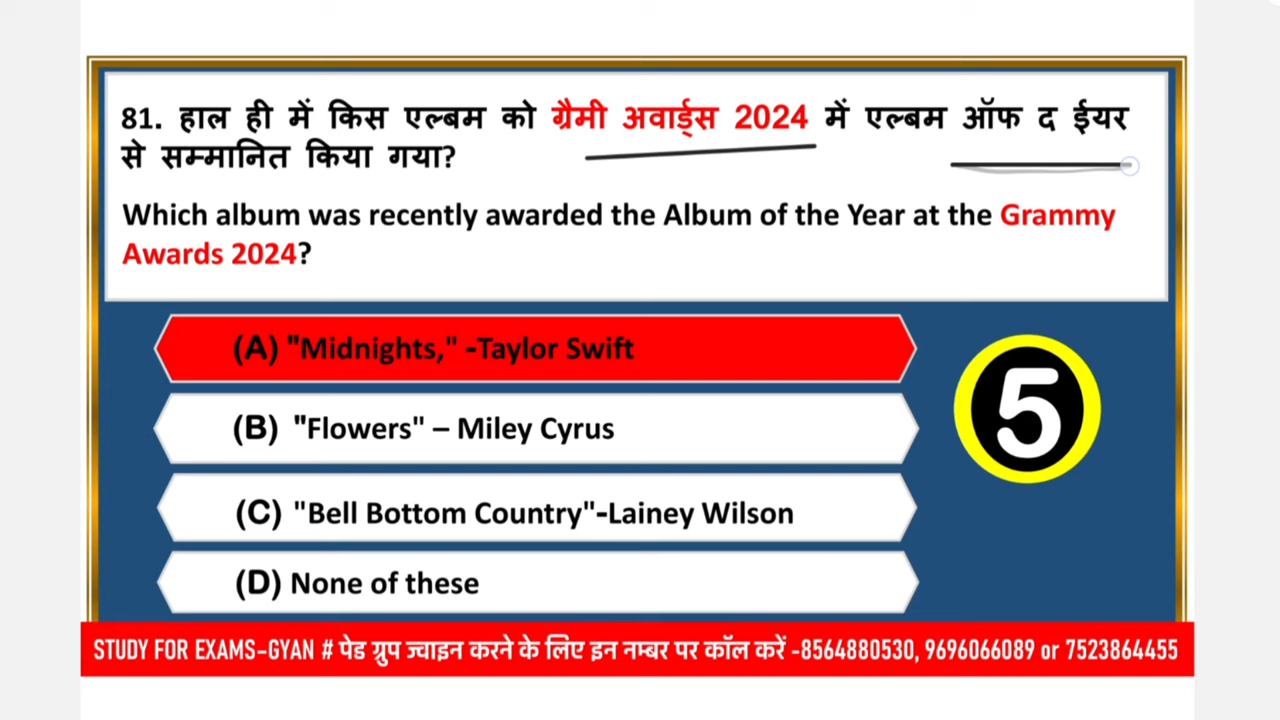 81. हाल ही में किस एल्बम को ग्रैमी अवार्ड्स 2024 में एल्बम ऑफ द ईयर
से सम्मानित किया गया?
Which album was recently awarded the Album of the Year at the Grammy
Awards 2024?
(A) "Midnights," -Taylor Swift
(B) "Flowers" – Miley Cyrus
(C) "Bell Bottom Country"-Lainey Wilson
(D) None of these
5
STUDY FOR EXAMS-GYAN # पेड ग्रुप ज्वाइन करने के लिए इन नम्बर पर कॉल करें -8564880530, 9696066089 or 7523864455